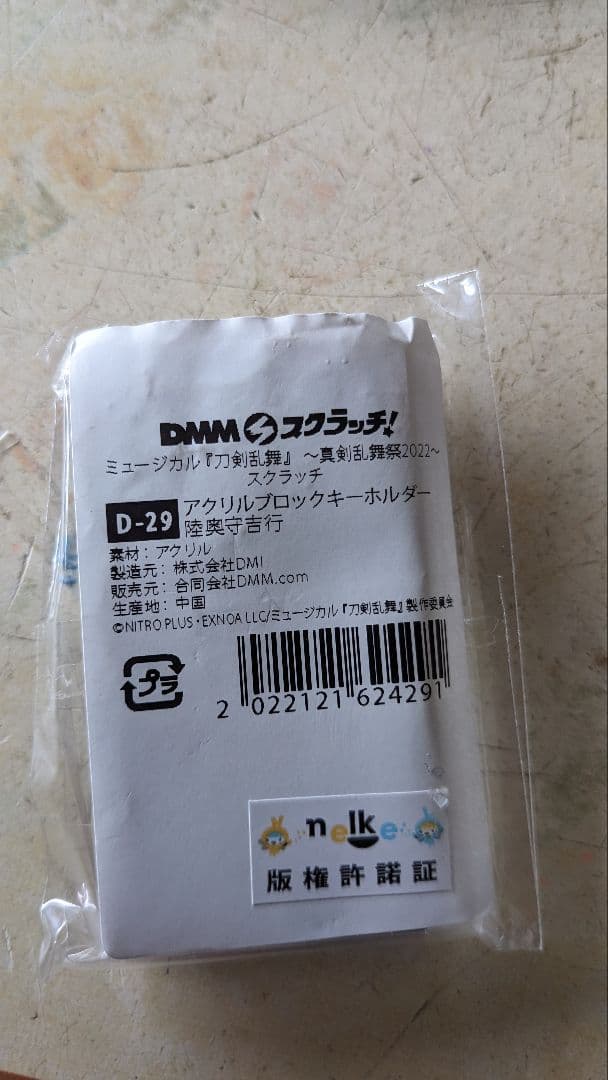 DMMスクラッチ!
ミュージカル『刀剣乱舞』 ~真剣乱舞祭2022~
スクラッチ
D-29 アクリルブロックキーホルダー
陸奥守吉行
素材：アクリル
製造元：株式会社DMI
販売元：合同会社DMM.com
生産地：中国
©NITRO PLUS・EXNOA LLC/ミュージカル『刀剣乱舞』製作委員会
プラ
2 022121 624291
nelke
版権許諾証